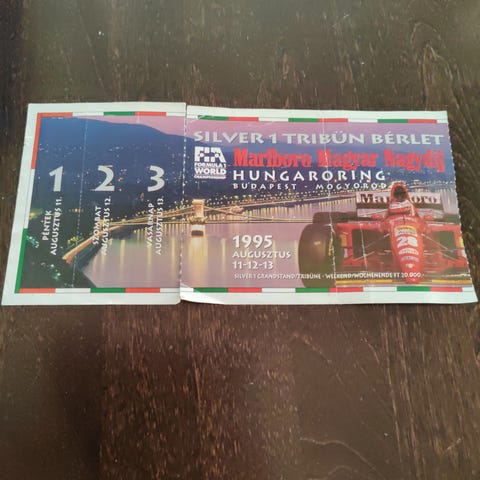 1
PÉNTEK
AUGUSZTUS 11.
2
SZOMBAT
AUGUSZTUS 12.
3
VASÁRNAP
AUGUSZTUS 13.
SILVER 1 TRIBÜN BÉRLET
FIA
FORMULA 1
WORLD
CHAMPIONSHIP
Marlboro Magyar Nagydíj
HUNGARORING
BUDAPEST - MOGYORÓD
Marlboro
28
1995
AUGUSZTUS
11-12-13
SILVER 1 GRANDSTAND/TRIBÜNE - WEEKEND/WOCHENENDE FT 20.000.-